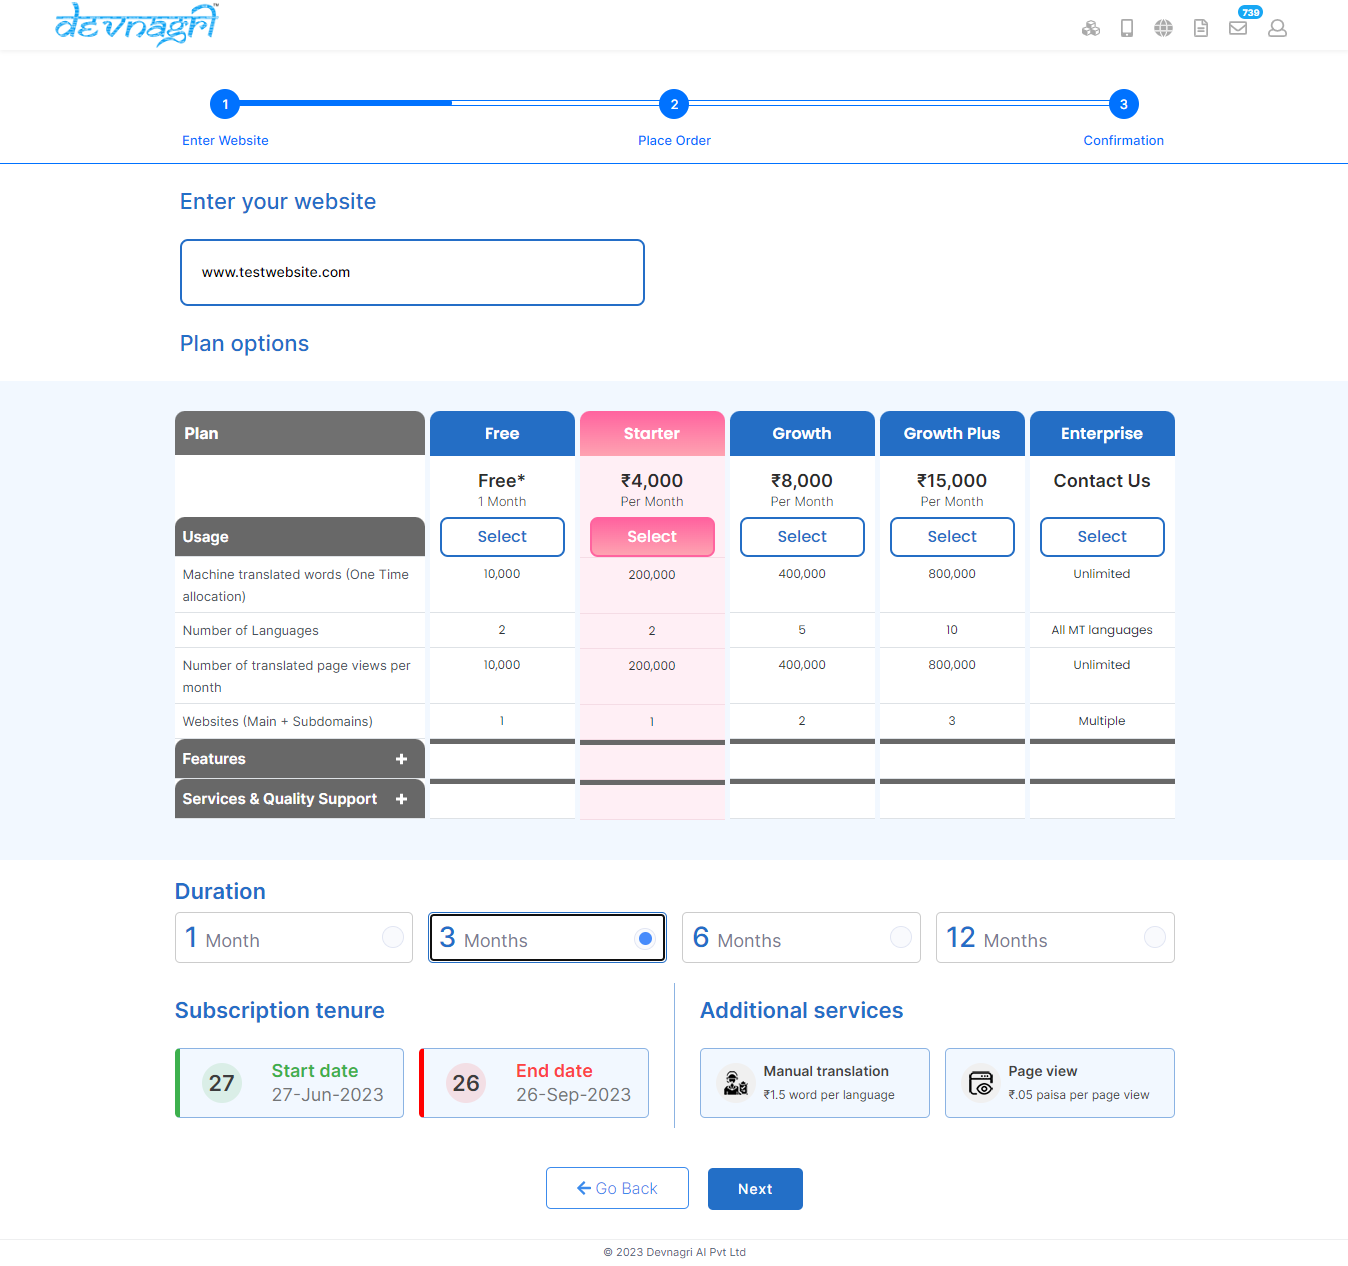 devnagri™
739
1
2
3
Enter Website
Place Order
Confirmation
Enter your website
www.testwebsite.com
Plan options
Plan
Free
Starter
Growth
Growth Plus
Enterprise
Free*
₹4,000
₹8,000
₹15,000
Contact Us
1 Month
Per Month
Per Month
Per Month
Usage
Select
Select
Select
Select
Select
Machine translated words (One Time
allocation)
10,000
200,000
400,000
800,000
Unlimited
Number of Languages
2
2
5
10
All MT languages
Number of translated page views per
month
10,000
200,000
400,000
800,000
Unlimited
Websites (Main + Subdomains)
1
1
2
3
Multiple
Features +
Services & Quality Support +
Duration
1 Month
3 Months
6 Months
12 Months
Subscription tenure
Additional services
27
Start date
27-Jun-2023
26
End date
26-Sep-2023
Manual translation
₹1.5 word per language
Page view
₹.05 paisa per page view
Go Back
Next
© 2023 Devnagri AI Pvt Ltd